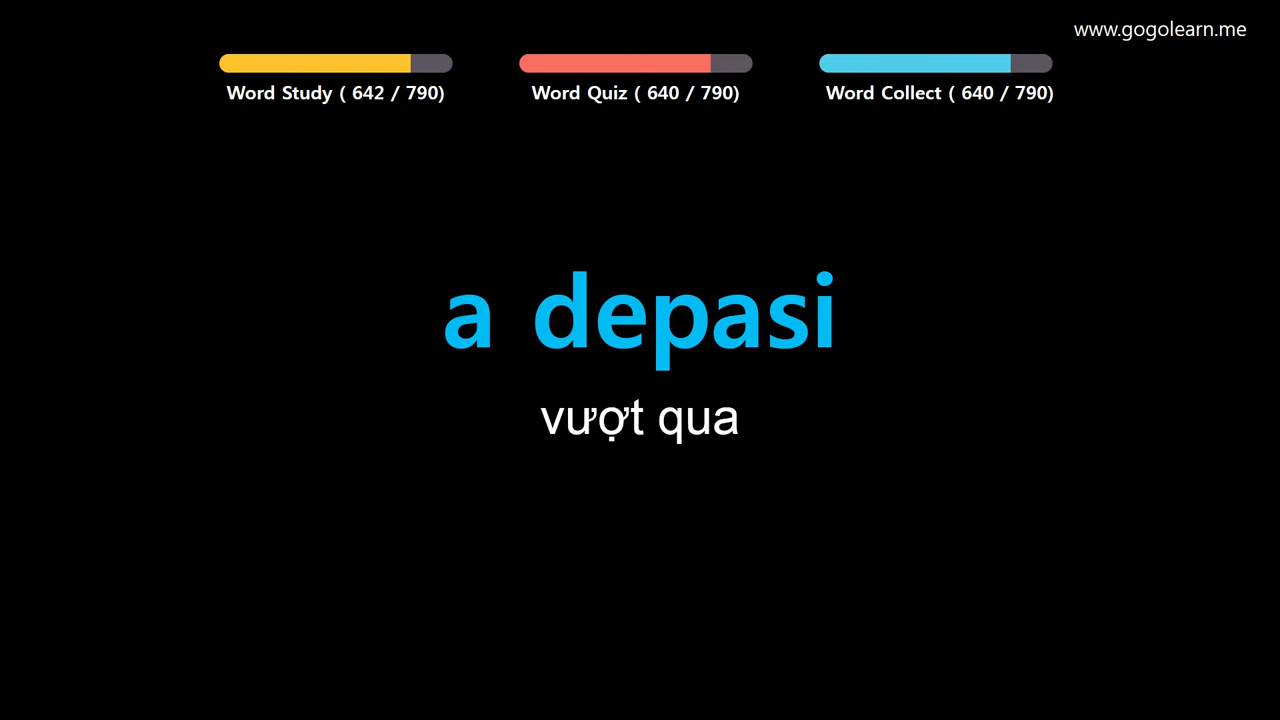 www.gogolearn.me
Word Study ( 642 / 790)
Word Quiz ( 640 / 790)
Word Collect ( 640 / 790)
a depasi
vượt qua